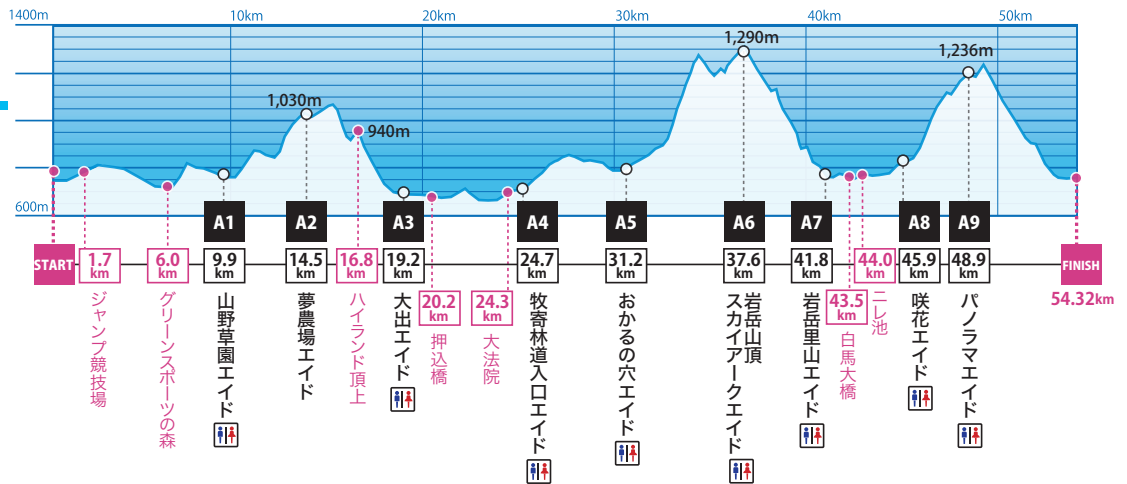 1400m
10km
20km
30km
40km
50km
1,030m
940m
1,290m
1,236m
600m
A1
A2
A3
A4
A5
A6
A7
A8
A9
START
1.7
km
6.0
km
9.9
km
14.5
km
16.8
km
19.2
km
20.2
km
24.3
km
24.7
km
31.2
km
37.6
km
41.8
km
43.5
km
44.0
km
45.9
km
48.9
km
FINISH
54.32km
ジャンプ競技場
グリーンスポーツの森
山野草園エイド
夢農場エイド
ハイランド頂上
大出エイド
押込橋
大法院
牧寄林道入口エイド
おかるの穴エイド
岩岳山頂
スカイアークエイド
岩岳里山エイド
白馬大橋
ニレ池
咲花エイド
パノラマエイド